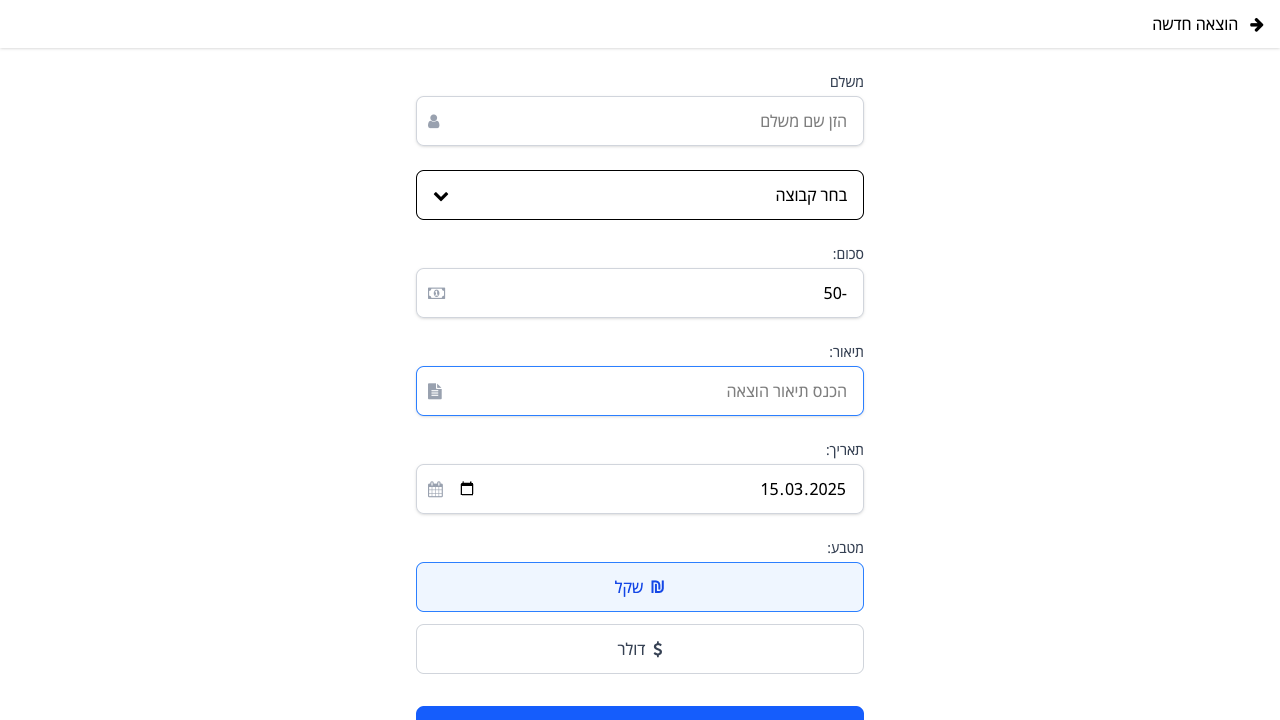 הוצאה חדשה
משלם
הזן שם משלם
בחר קבוצה
סכום:
-50
תיאור:
הכנס תיאור הוצאה
תאריך:
15.03.2025
מטבע:
₪ שקל
$ דולר